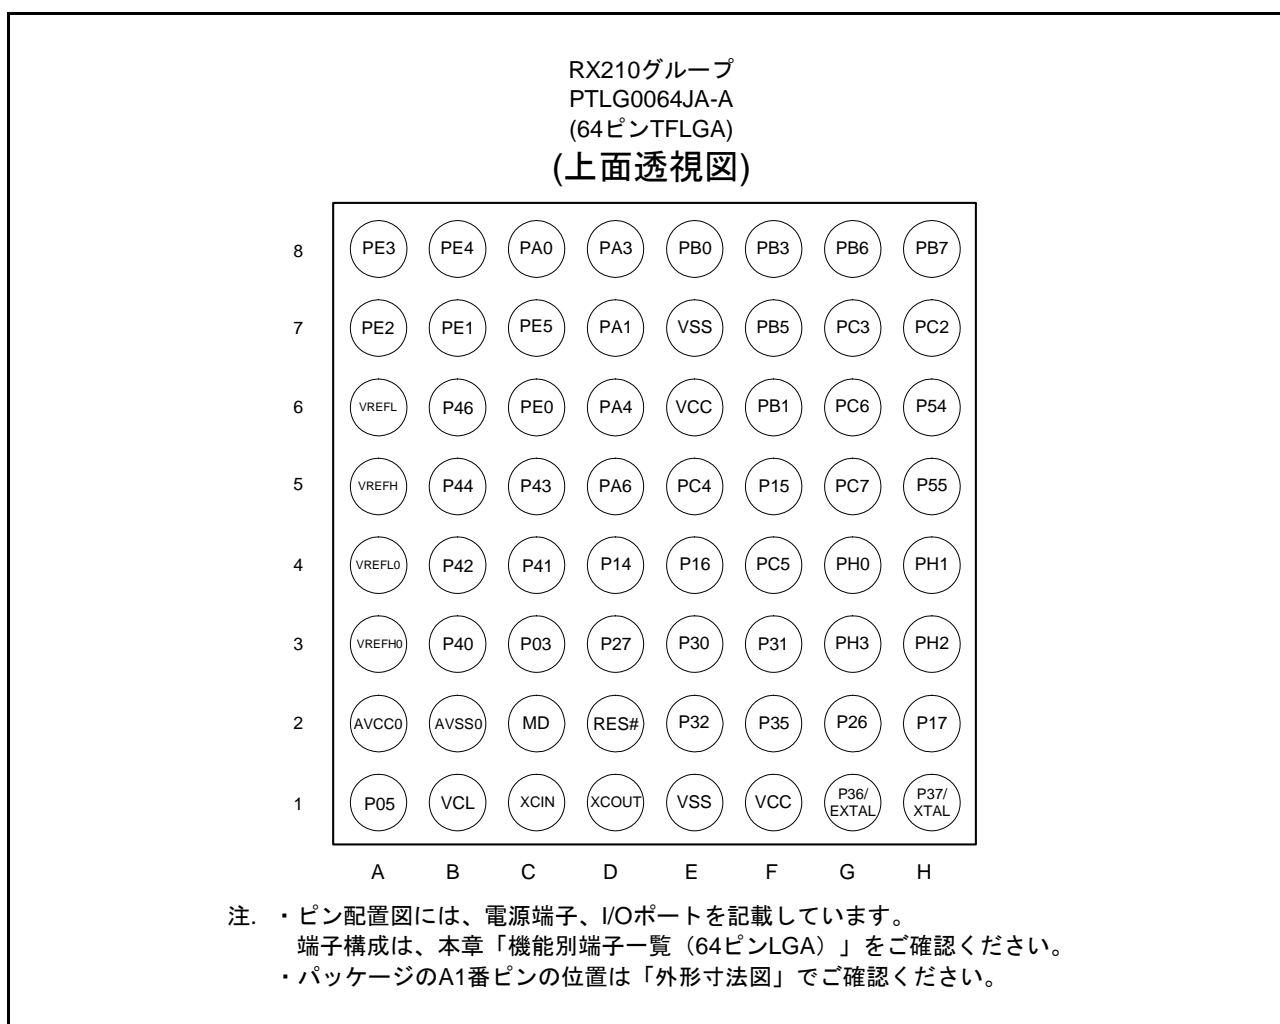 RX210グループ
PTLG0064JA-A
(64ピンTFLGA)
(上面透視図)
8 PE3 PE4 PA0 PA3 PB0 PB3 PB6 PB7
7 PE2 PE1 PE5 PA1 VSS PB5 PC3 PC2
6 VREFL P46 PE0 PA4 VCC PB1 PC6 P54
5 VREFH P44 P43 PA6 PC4 P15 PC7 P55
4 VREFL0 P42 P41 P14 P16 PC5 PH0 PH1
3 VREFH0 P40 P03 P27 P30 P31 PH3 PH2
2 AVCC0 AVSS0 MD RES# P32 P35 P26 P17
1 P05 VCL XCIN XCOUT VSS VCC P36/EXTAL P37/XTAL
A B C D E F G H
注. ・ピン配置図には、電源端子、I/Oポートを記載しています。
端子構成は、本章「機能別端子一覧（64ピンLGA）」をご確認ください。
・パッケージのA1番ピンの位置は「外形寸法図」でご確認ください。